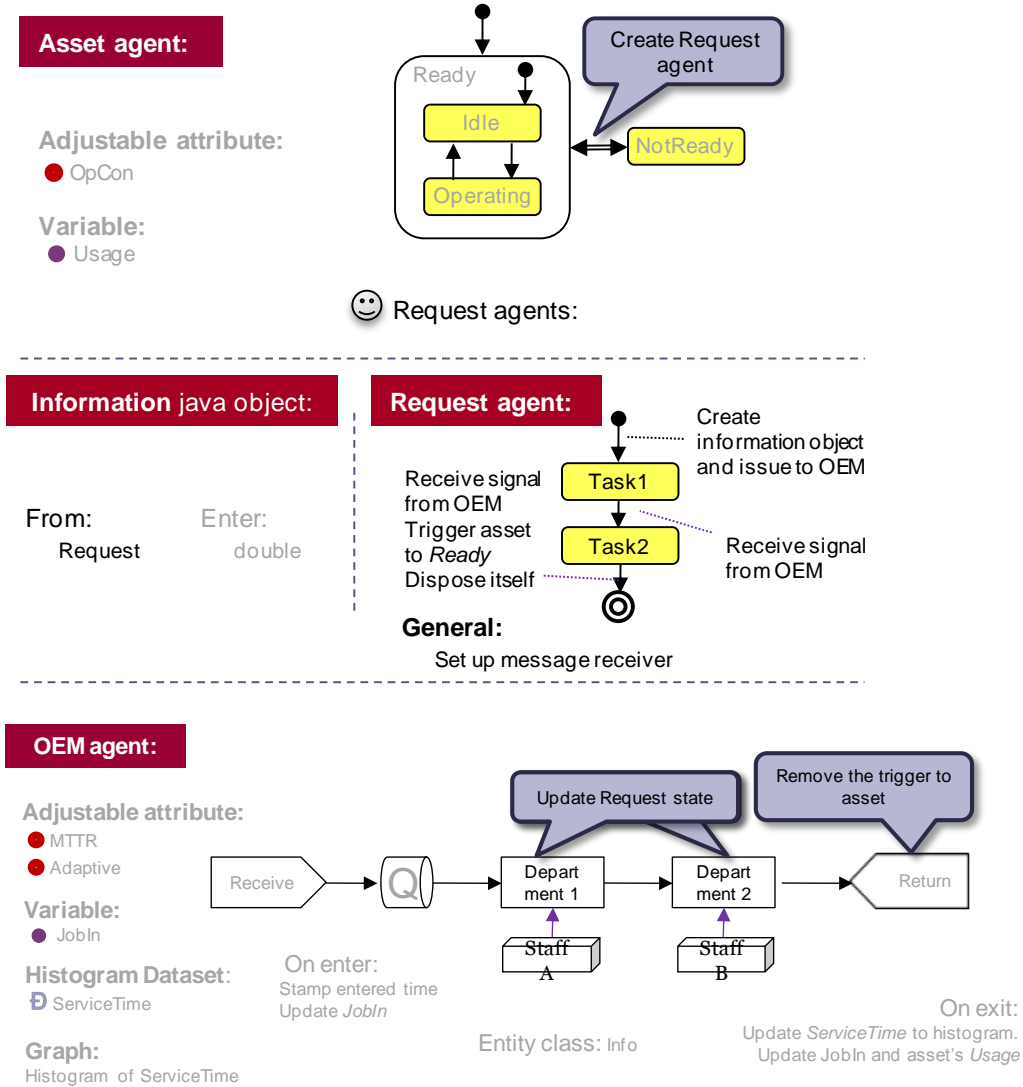 Asset agent:
Create Request
agent
Ready
Idle
NotReady
Operating
Adjustable attribute:
OpCon
Variable:
Usage
Request agents:
Information java object:
From:
Request
Enter:
double
Request agent:
Create
information object
and issue to OEM
Task1
Receive signal
from OEM
Trigger asset
to Ready
Dispose itself
Task2
Receive signal
from OEM
General:
Set up message receiver
OEM agent:
Adjustable attribute:
MTTR
Adaptive
Variable:
JobIn
Histogram Dataset:
Ð ServiceTime
Graph:
Histogram of ServiceTime
Update Request state
Remove the trigger to
asset
Receive
Q
Depart
ment 1
Depart
ment 2
Return
Staff
A
Staff
B
On enter:
Stamp entered time
Update JobIn
Entity class: Info
On exit:
Update ServiceTime to histogram.
Update JobIn and asset's Usage